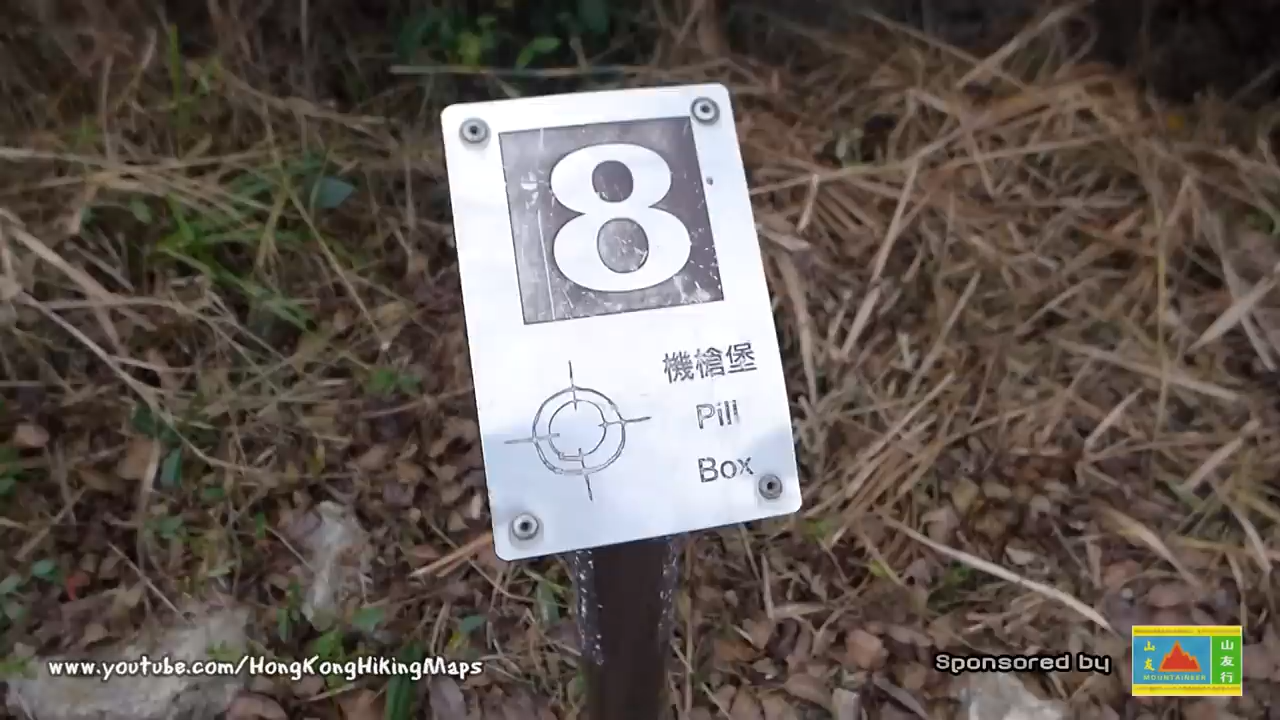 8
機槍堡
Pill
Box
www.youtube.com/HongKongHikingMaps
Sponsored by
山友
MOUNTAINEER
山友行